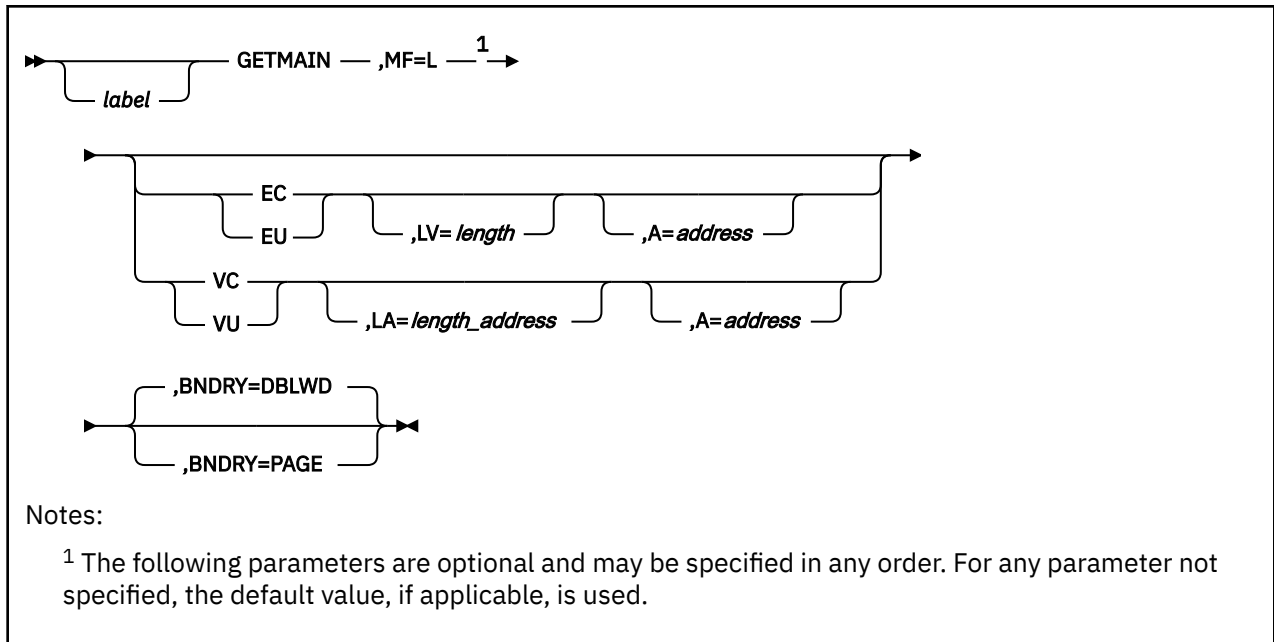 label GETMAIN ,MF=L 1
EC
EU ,LV= length ,A= address
VC
VU ,LA= length_address ,A= address
,BNDRY=DBLWD
,BNDRY=PAGE
Notes:
1 The following parameters are optional and may be specified in any order. For any parameter not
specified, the default value, if applicable, is used.